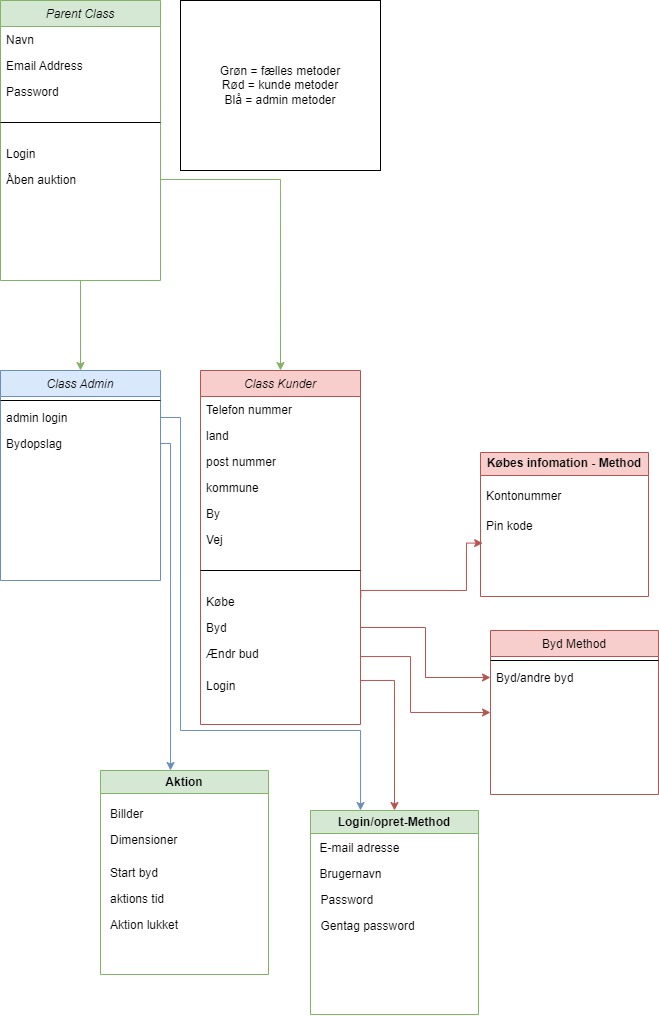 Parent Class
Navn
Email Address
Password
Login
Åben auktion
Grøn = fælles metoder
Rød = kunde metoder
Blå = admin metoder
Class Admin
admin login
Bydopslag
Class Kunder
Telefon nummer
land
post nummer
kommune
By
Vej
Købe
Byd
Ændr bud
Login
Købes infomation - Method
Kontonummer
Pin kode
Byd Method
Byd/andre byd
Aktion
Billder
Dimensioner
Start byd
aktions tid
Aktion lukket
Login/opret-Method
E-mail adresse
Brugernavn
Password
Gentag password